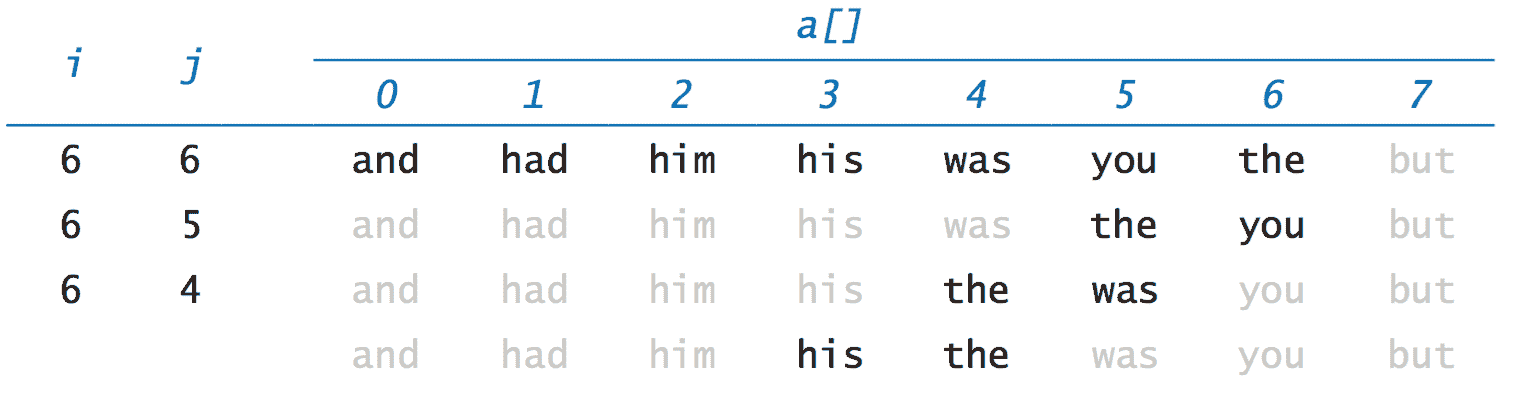 a[]
i j
0 1 2 3 4 5 6 7
6 6 and had him his was you the but
6 5 and had him his was the you but
6 4 and had him his the was you but
and had him his the was you but